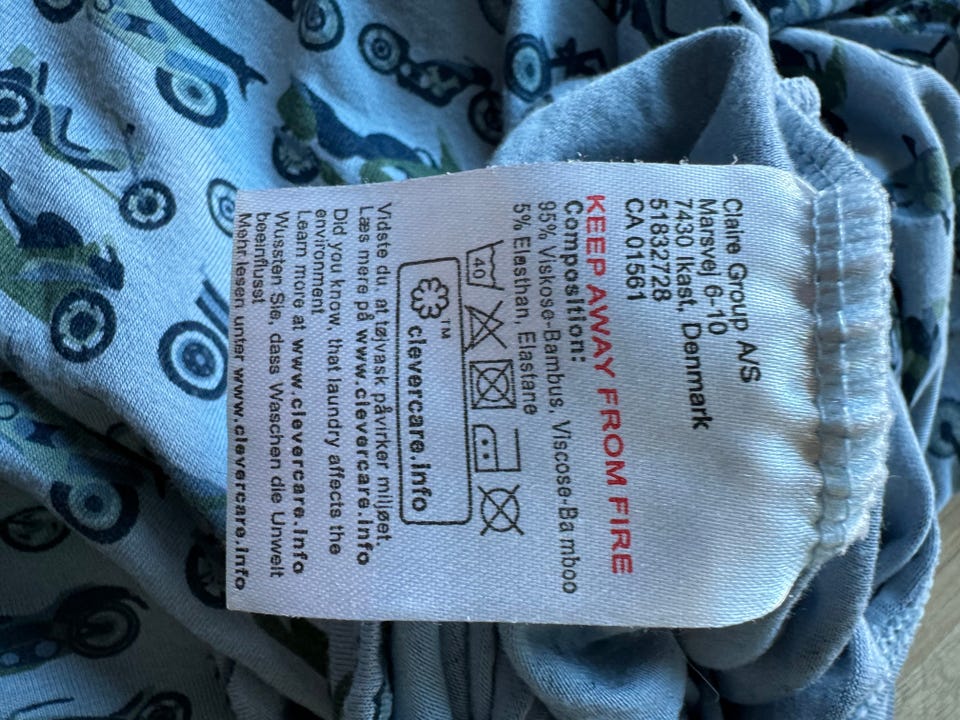 Claire Group A/S
Marsvej 6-10
7430 Ikast, Denmark
51832728
CA 01561
KEEP AWAY FROM FIRE
Composition:
95% Viskose-Bambus, Viscose-Bamboo
5% Elasthan, Elastane
40
clevercare.info™
Vidste du, at tøjvask påvirker miljøet.
Læs mere på www.clevercare.info
Did you know, that laundry affects the
environment
Learn more at www.clevercare.info
Wussten Sie, dass Waschen die Umwelt
beeinflusst
Mehr lesen unter www.clevercare.info